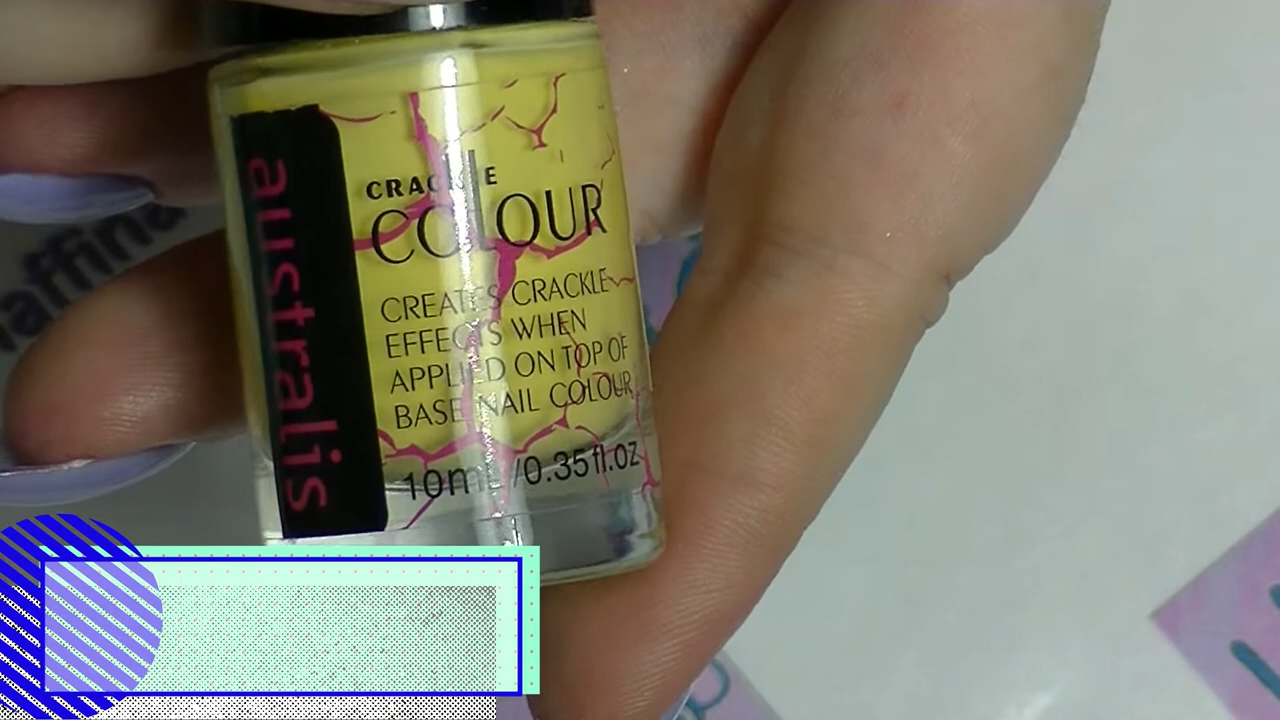 australis
CRACKLE
COLOUR
CREATES CRACKLE
EFFECTS WHEN
APPLIED ON TOP OF
BASE NAIL COLOUR
10mL/0.35fl.oz